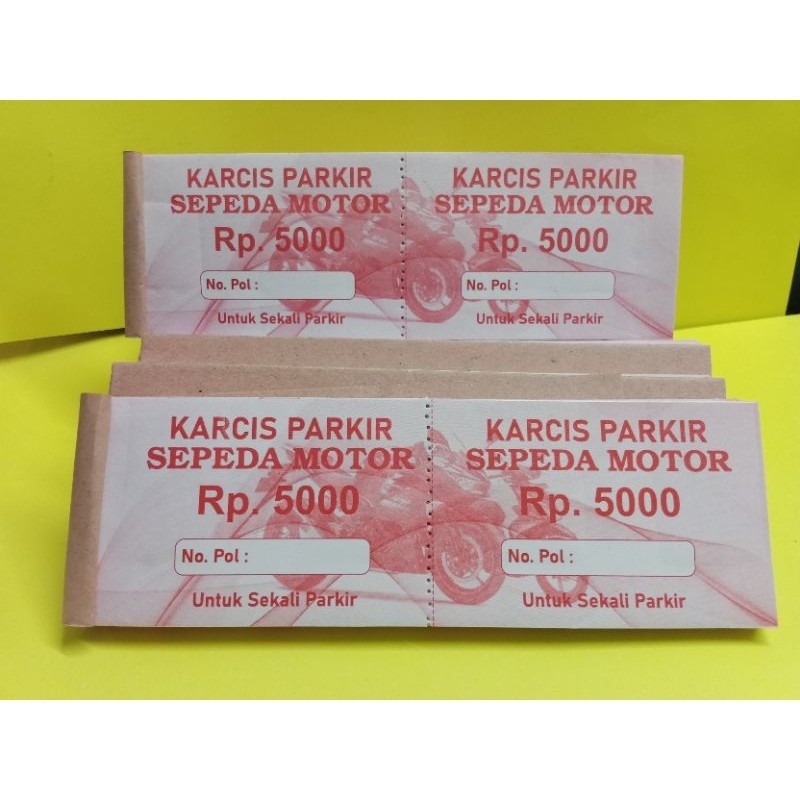 KARCIS PARKIR
SEPEDA MOTOR
Rp. 5000
No. Pol :
Untuk Sekali Parkir
KARCIS PARKIR
SEPEDA MOTOR
Rp. 5000
No. Pol :
Untuk Sekali Parkir
KARCIS PARKIR
SEPEDA MOTOR
Rp. 5000
No. Pol :
Untuk Sekali Parkir
KARCIS PARKIR
SEPEDA MOTOR
Rp. 5000
No. Pol :
Untuk Sekali Parkir